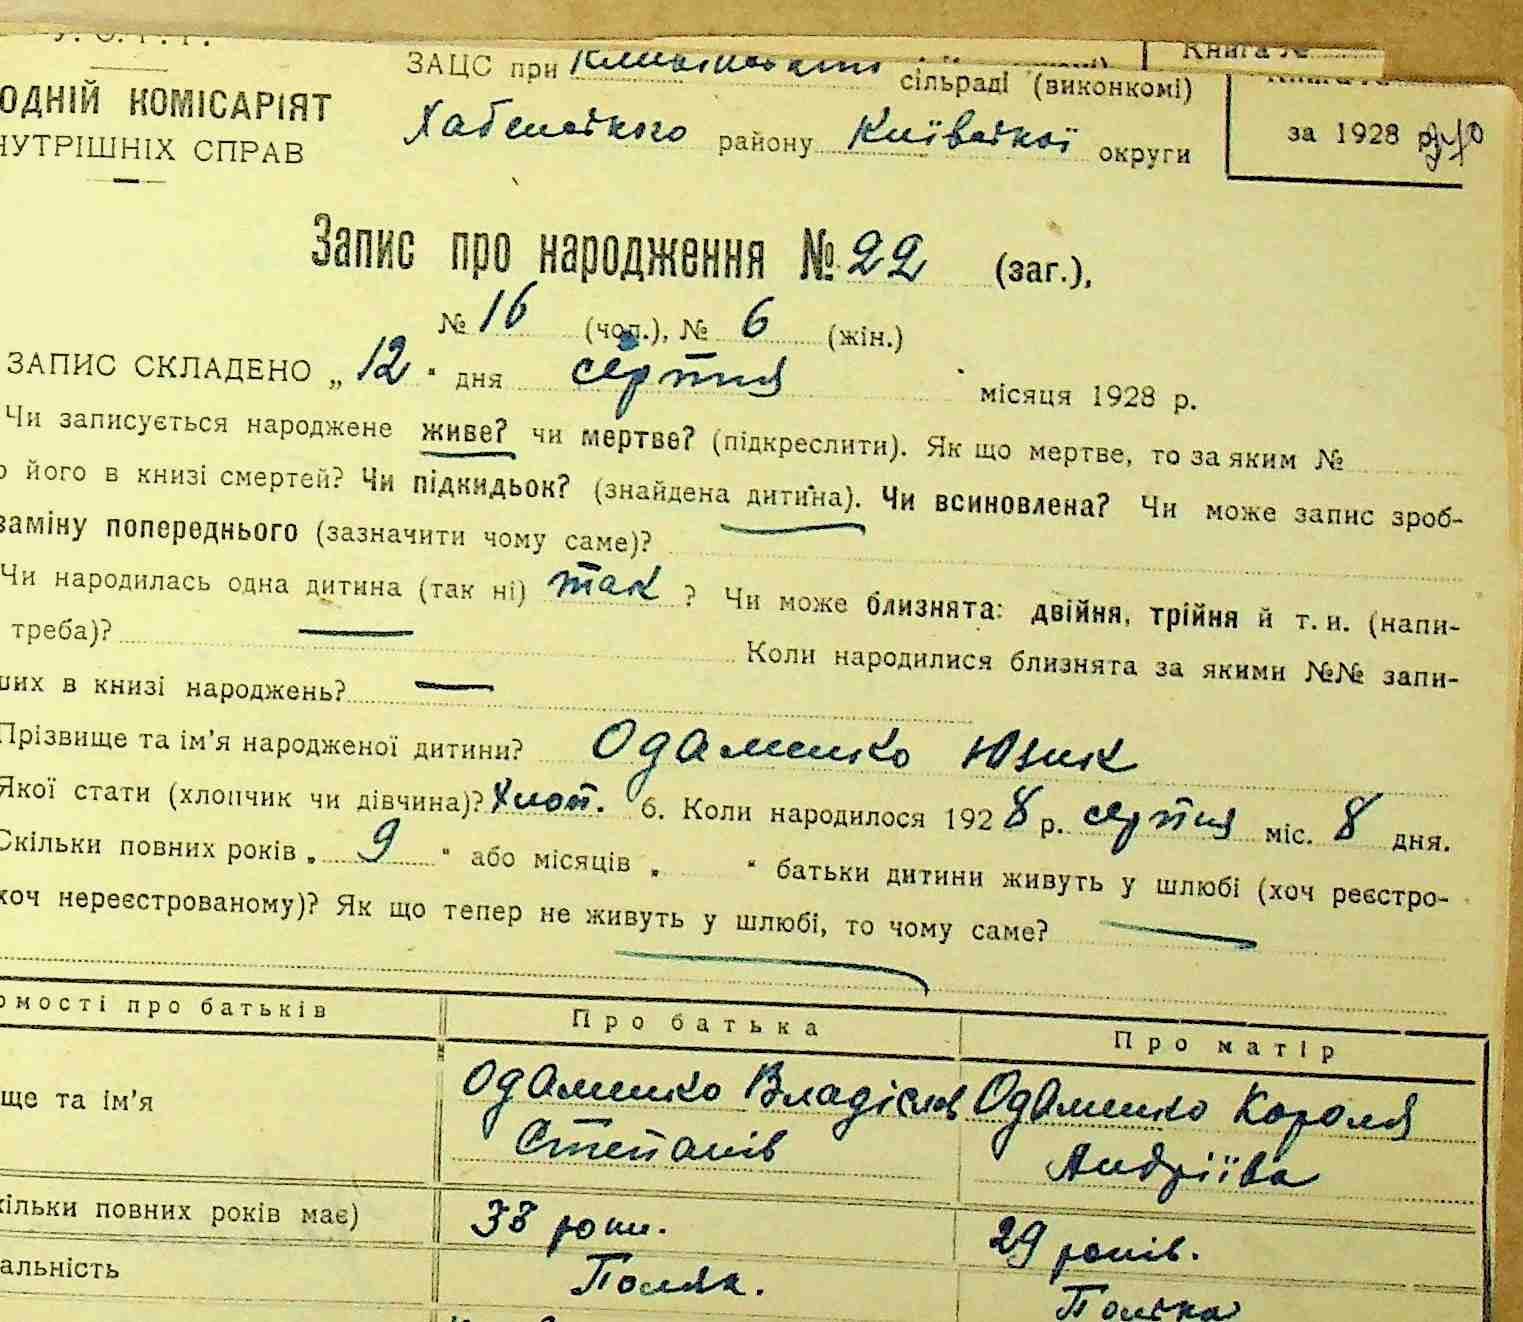 У. С. Р. Р.
ОДНІЙ КОМІСАРІЯТ
НУТРІШНІХ СПРАВ
ЗАЦС при сільраді (виконкомі)
Хабенського району Київської округи
Книга №
за 1928 р.
Запис про народження № 22 (заг.),
№ 16 (чол.), № 6 (жін.)
ЗАПИС СКЛАДЕНО „ 12 " дня серпня місяця 1928 р.
Чи записується народжене живе? чи мертве? (підкреслити). Як що мертве, то за яким №
о його в книзі смертей? Чи підкидьок? (знайдена дитина). Чи всиновлена? Чи може запис зроб-
заміну попереднього (зазначити чому саме)?
Чи народилась одна дитина (так ні) так ? Чи може близнята: двійня, трійня й т. и. (напи-
треба)? — Коли народилися близнята за якими №№ запи-
ших в книзі народжень? —
Прізвище та ім'я народженої дитини? Одаменко Юзик
Якої стати (хлопчик чи дівчина)? хлоп. 6. Коли народилося 1928 р. серпня міс. 8 дня.
Скільки повних років „ 9 " або місяців „ " батьки дитини живуть у шлюбі (хоч реєстро-
хоч нереєстрованому)? Як що тепер не живуть у шлюбі, то чому саме? —
омості про батьків Про батька Про матір
ще та ім'я Одаменко Владіслав Одаменко Кароля
Степанів Андріїва
кільки повних років має) 38 роки. 29 років.
альність Поляк. Полька